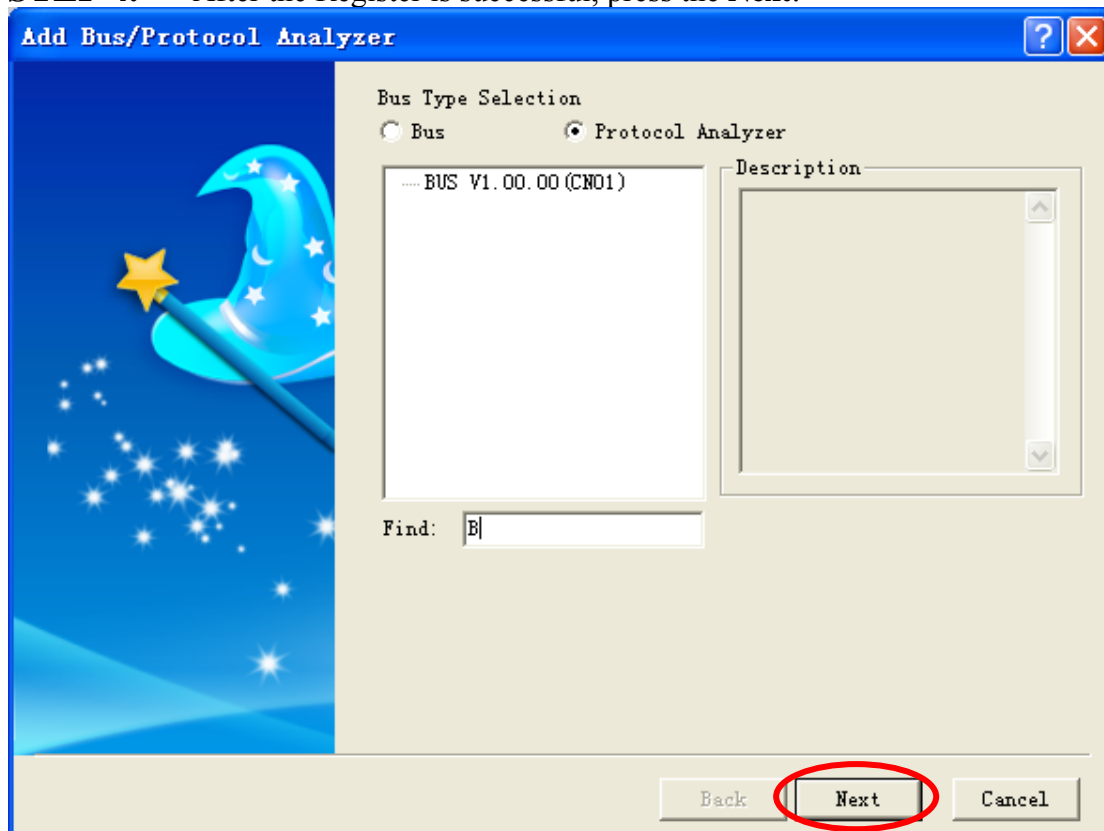 After the Register is successful, press the Next.
Add Bus/Protocol Analyzer
Bus Type Selection
Bus Protocol Analyzer
BUS V1.00.00(CN01)
Description
Find: B
Back Next Cancel